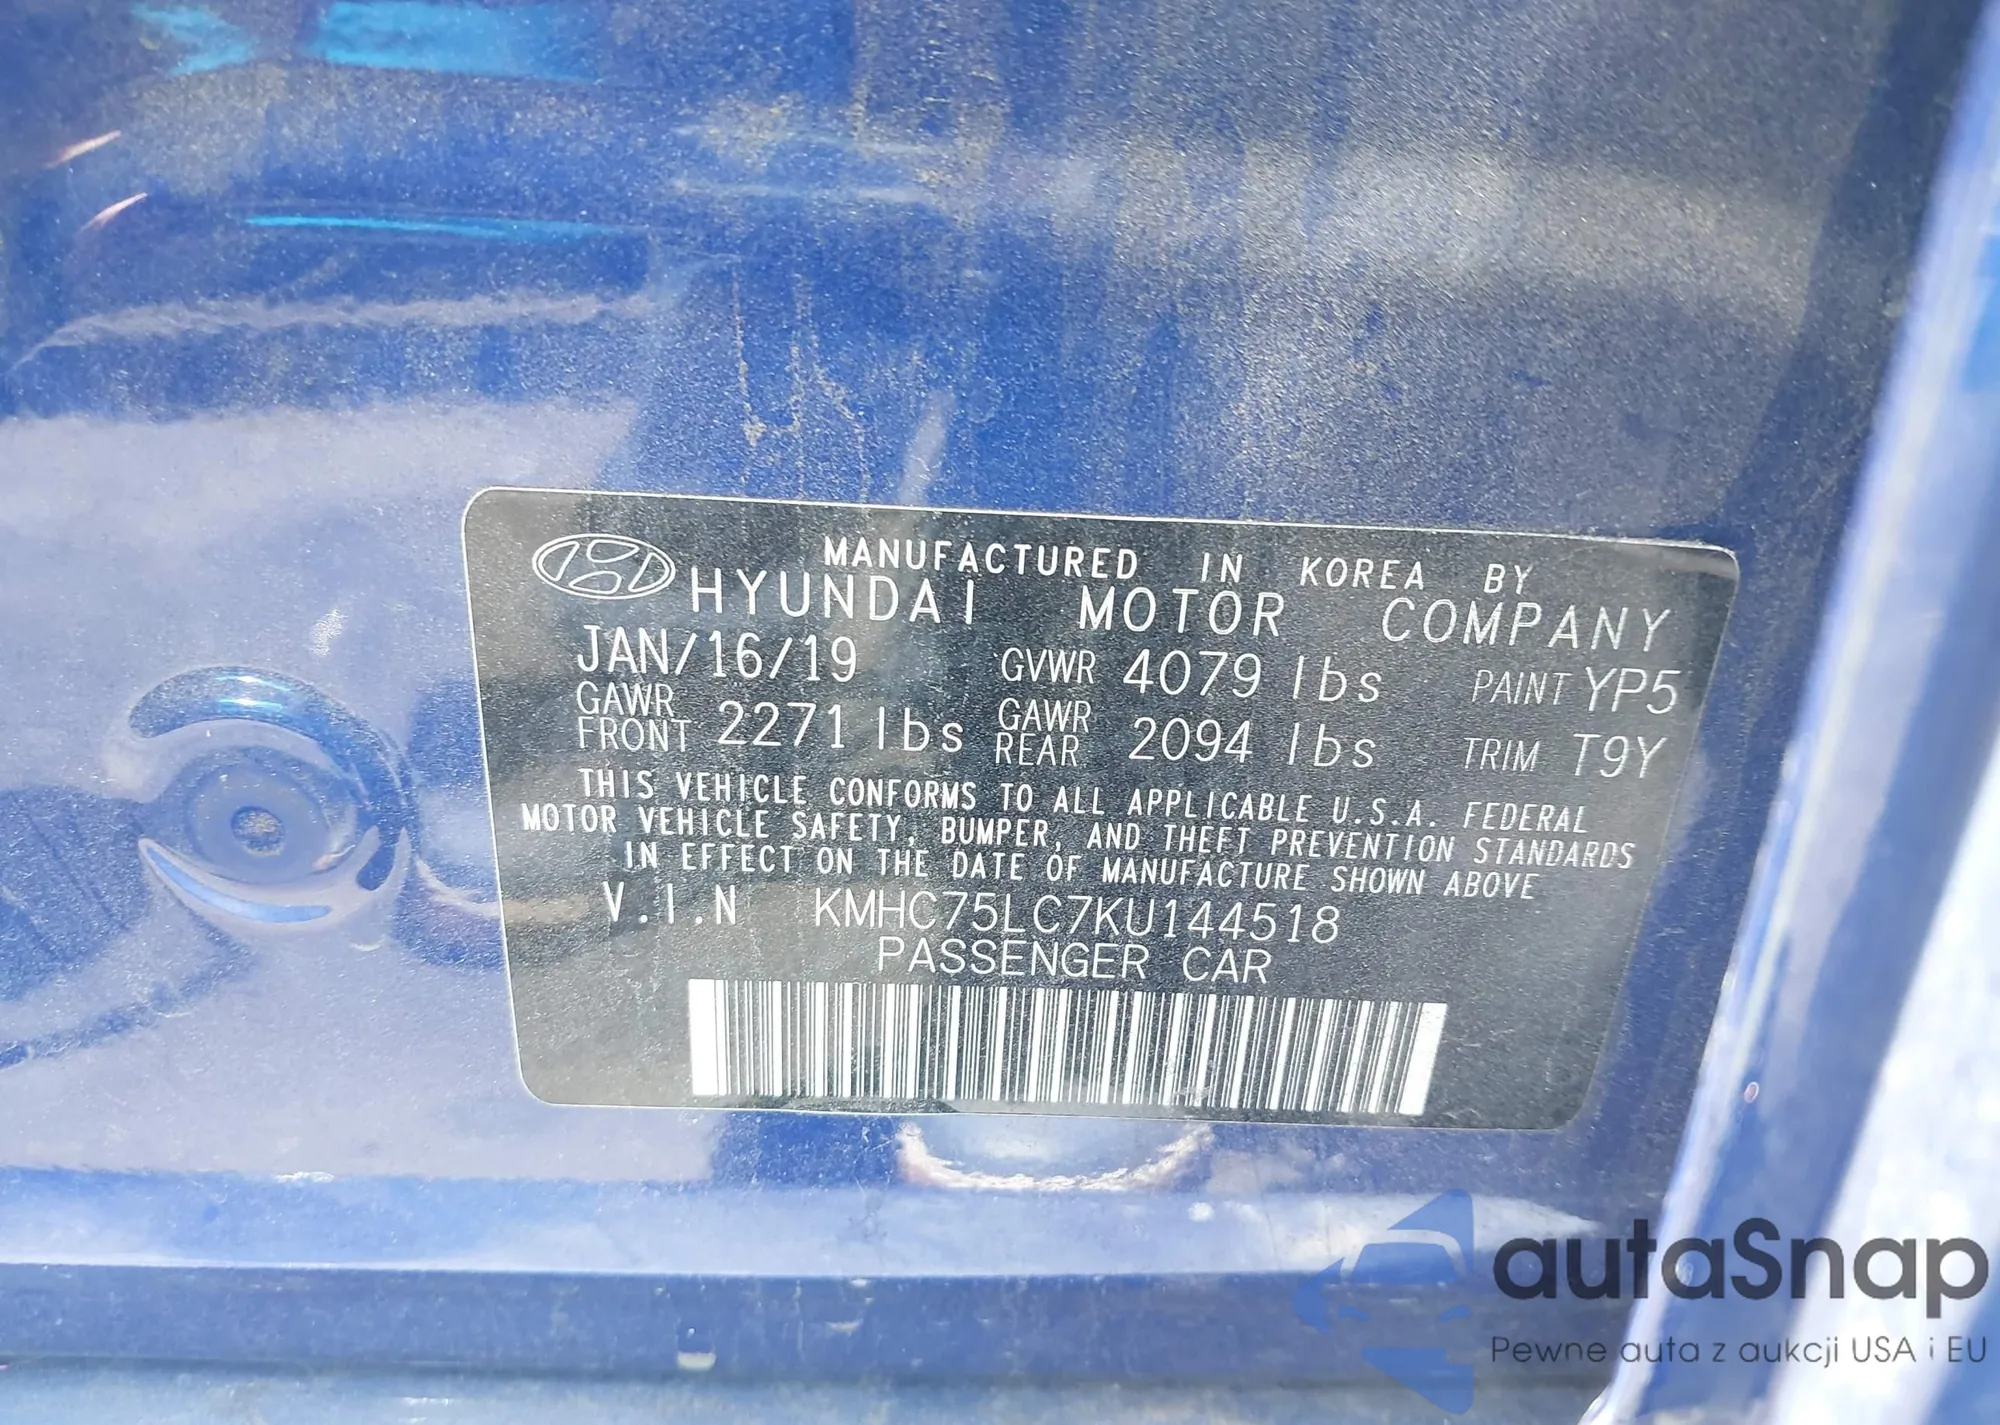 MANUFACTURED IN KOREA BY
HYUNDAI MOTOR COMPANY
JAN/16/19 GVWR 4079 lbs PAINT YP5
GAWR FRONT 2271 lbs GAWR REAR 2094 lbs TRIM T9Y
THIS VEHICLE CONFORMS TO ALL APPLICABLE U.S.A. FEDERAL
MOTOR VEHICLE SAFETY, BUMPER, AND THEFT PREVENTION STANDARDS
IN EFFECT ON THE DATE OF MANUFACTURE SHOWN ABOVE
V.I.N KMHC75LC7KU144518
PASSENGER CAR
autaSnap
Pewne auta z aukcji USA i EU